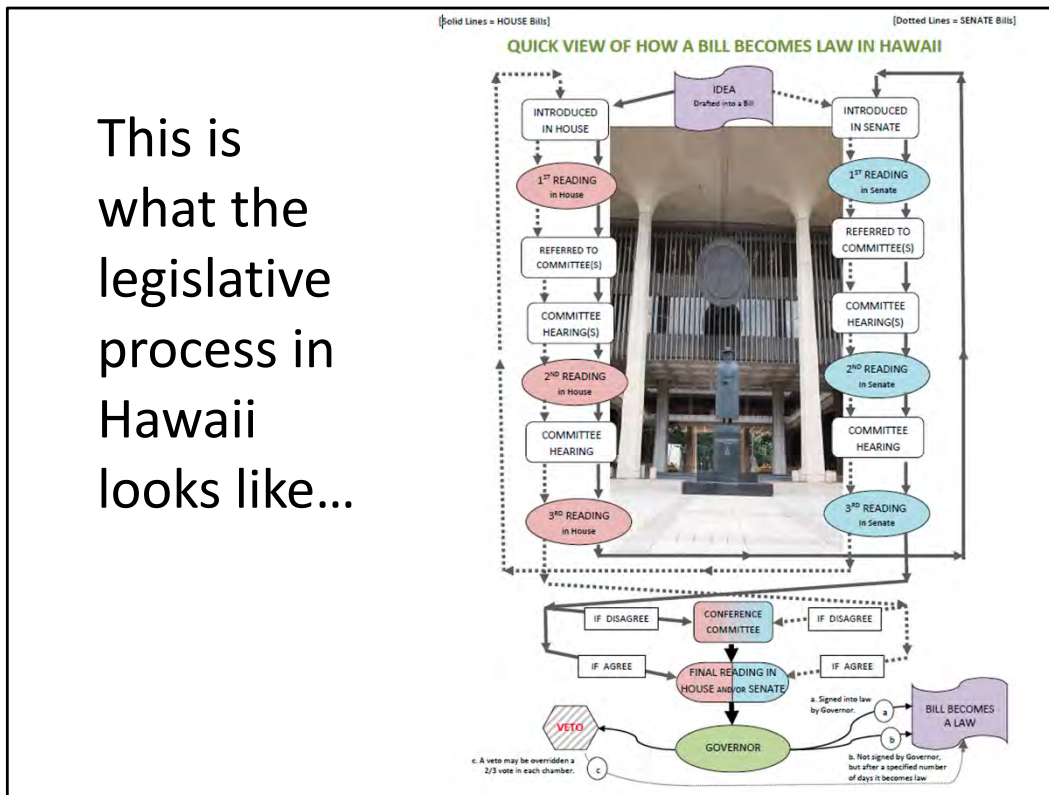 This is
what the
legislative
process in
Hawaii
looks like…
[Solid Lines = HOUSE Bills]
[Dotted Lines = SENATE Bills]
QUICK VIEW OF HOW A BILL BECOMES LAW IN HAWAII
IDEA
Drafted into a Bill
INTRODUCED
IN HOUSE
1ST READING
in House
REFERRED TO
COMMITTEE(S)
COMMITTEE
HEARING(S)
2ND READING
in House
COMMITTEE
HEARING
3RD READING
in House
INTRODUCED
IN SENATE
1ST READING
in Senate
REFERRED TO
COMMITTEE(S)
COMMITTEE
HEARING(S)
2ND READING
in Senate
COMMITTEE
HEARING
3RD READING
in Senate
IF DISAGREE
CONFERENCE
COMMITTEE
IF DISAGREE
IF AGREE
FINAL READING IN
HOUSE AND/OR SENATE
IF AGREE
VETO
GOVERNOR
a. Signed into law
by Governor.
a
BILL BECOMES
A LAW
b
b. Not signed by Governor,
but after a specified number
of days it becomes law
c. A veto may be overridden a
2/3 vote in each chamber.
c